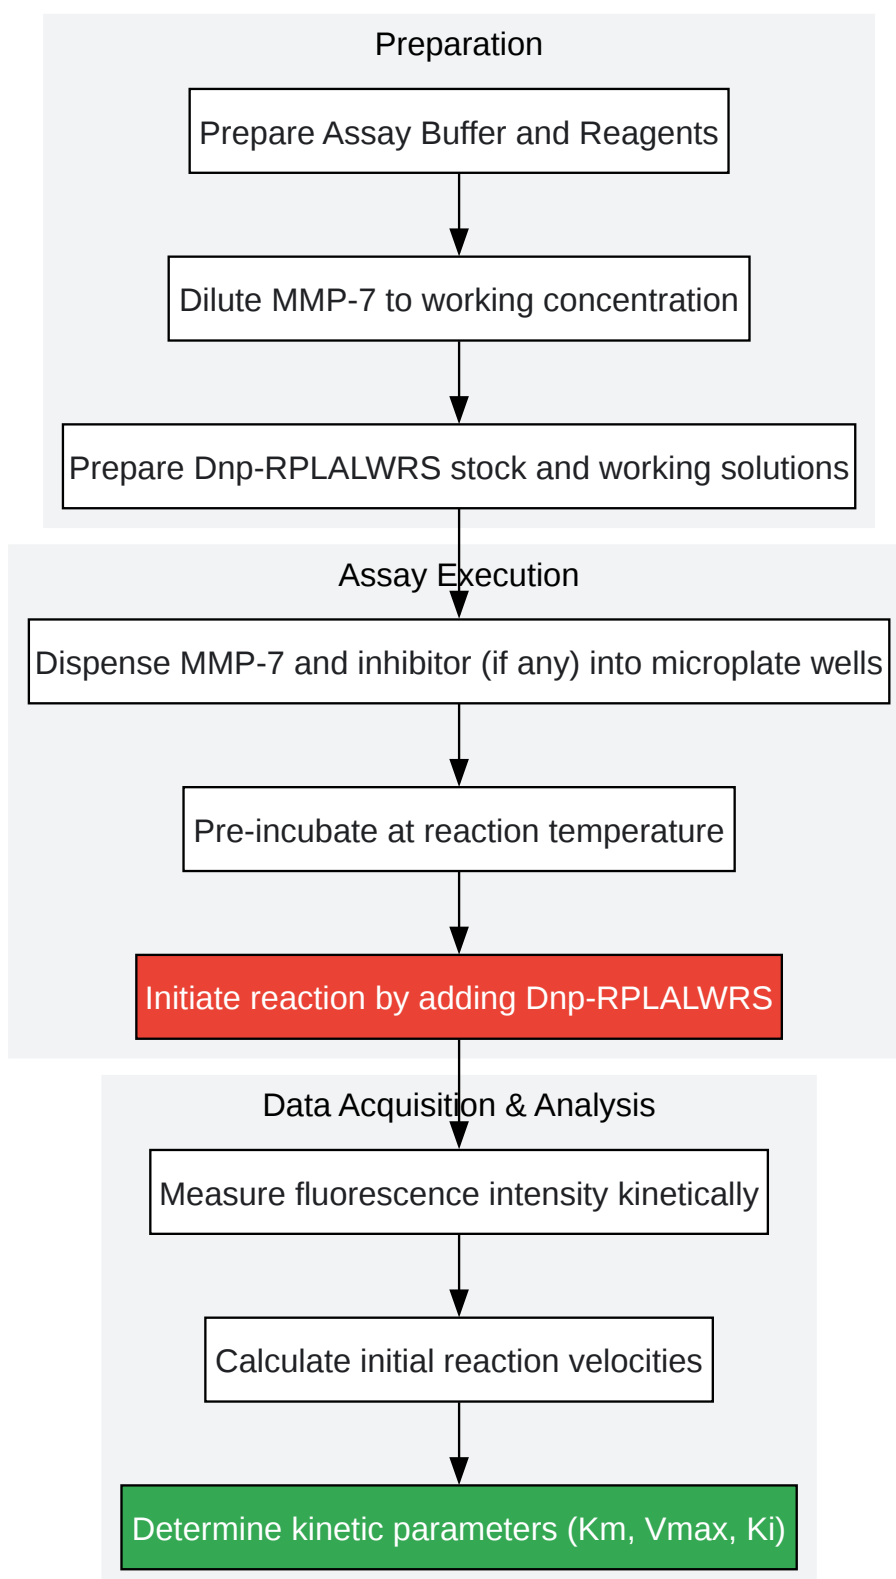 Preparation
Prepare Assay Buffer and Reagents
Dilute MMP-7 to working concentration
Prepare Dnp-RPLALWRS stock and working solutions
Assay Execution
Dispense MMP-7 and inhibitor (if any) into microplate wells
Pre-incubate at reaction temperature
Initiate reaction by adding Dnp-RPLALWRS
Data Acquisition & Analysis
Measure fluorescence intensity kinetically
Calculate initial reaction velocities
Determine kinetic parameters (Km, Vmax, Ki)